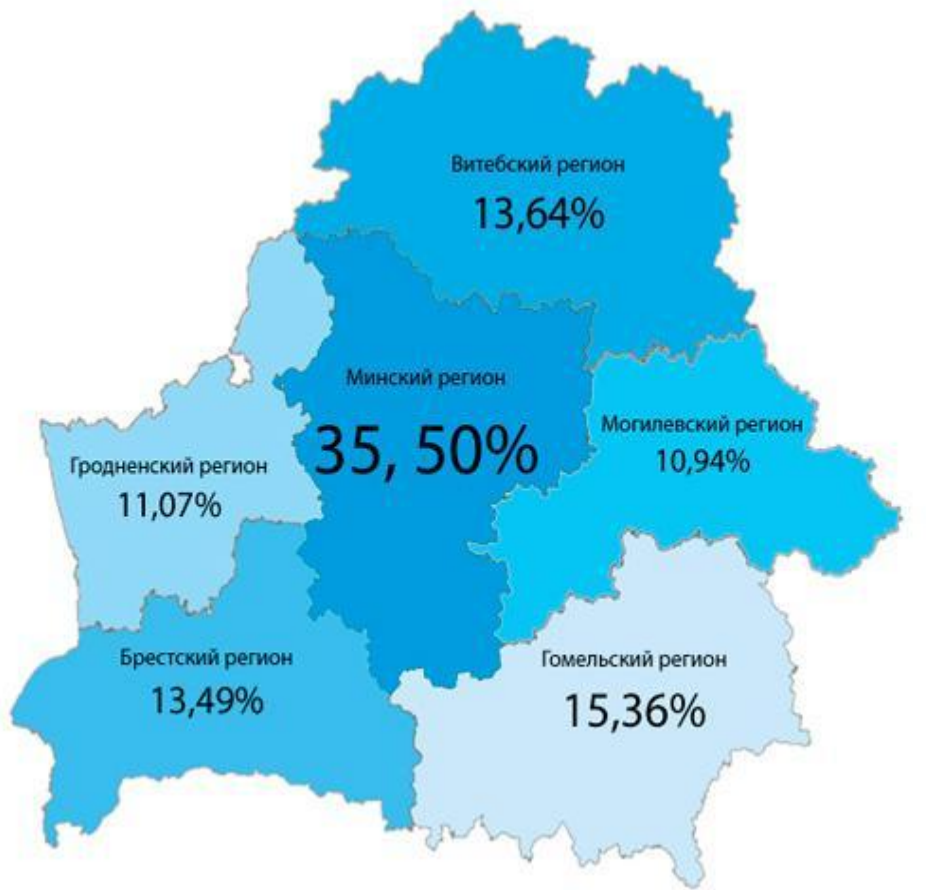 Витебский регион
13,64%
Минский регион
35, 50%
Могилевский регион
10,94%
Гродненский регион
11,07%
Брестский регион
13,49%
Гомельский регион
15,36%